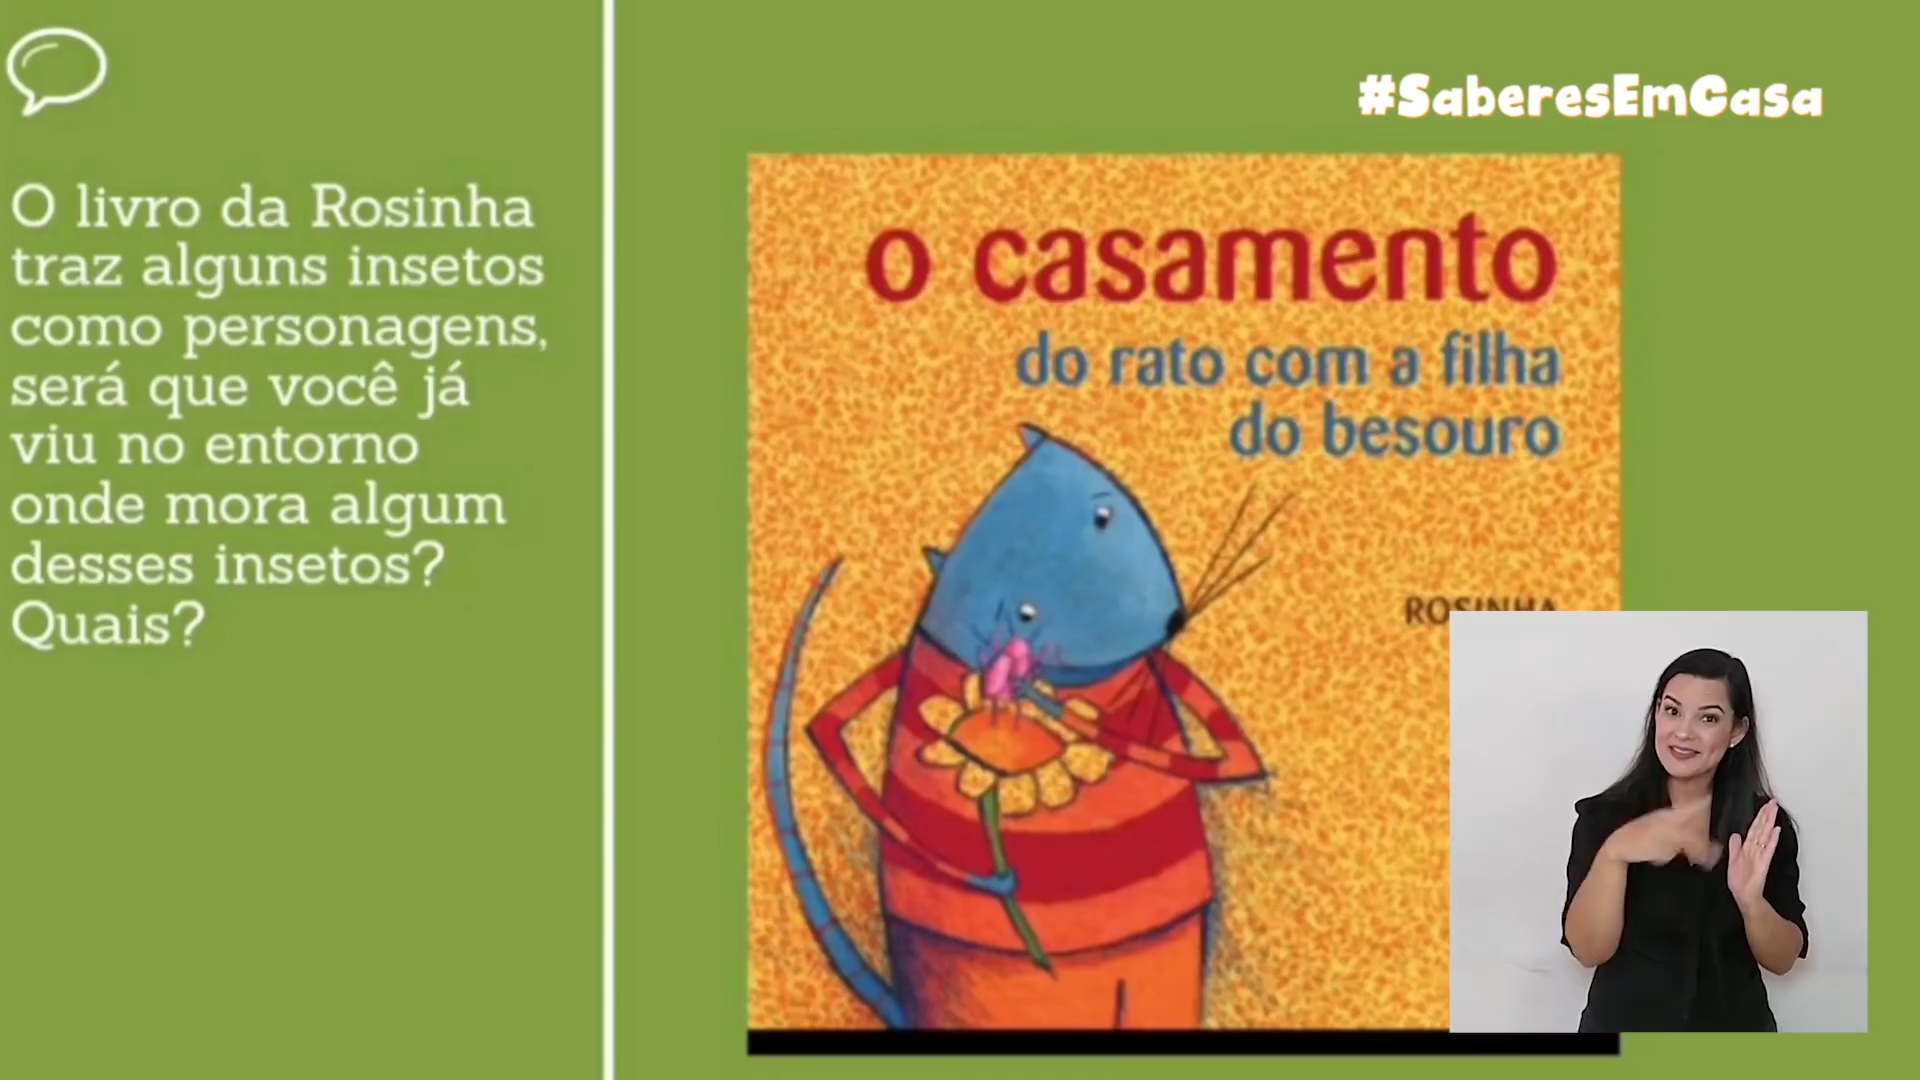 #SaberesEmCasa
O livro da Rosinha
traz alguns insetos
como personagens,
será que você já
viu no entorno
onde mora algum
desses insetos?
Quais?
o casamento
do rato com a filha
do besouro
ROSINHA